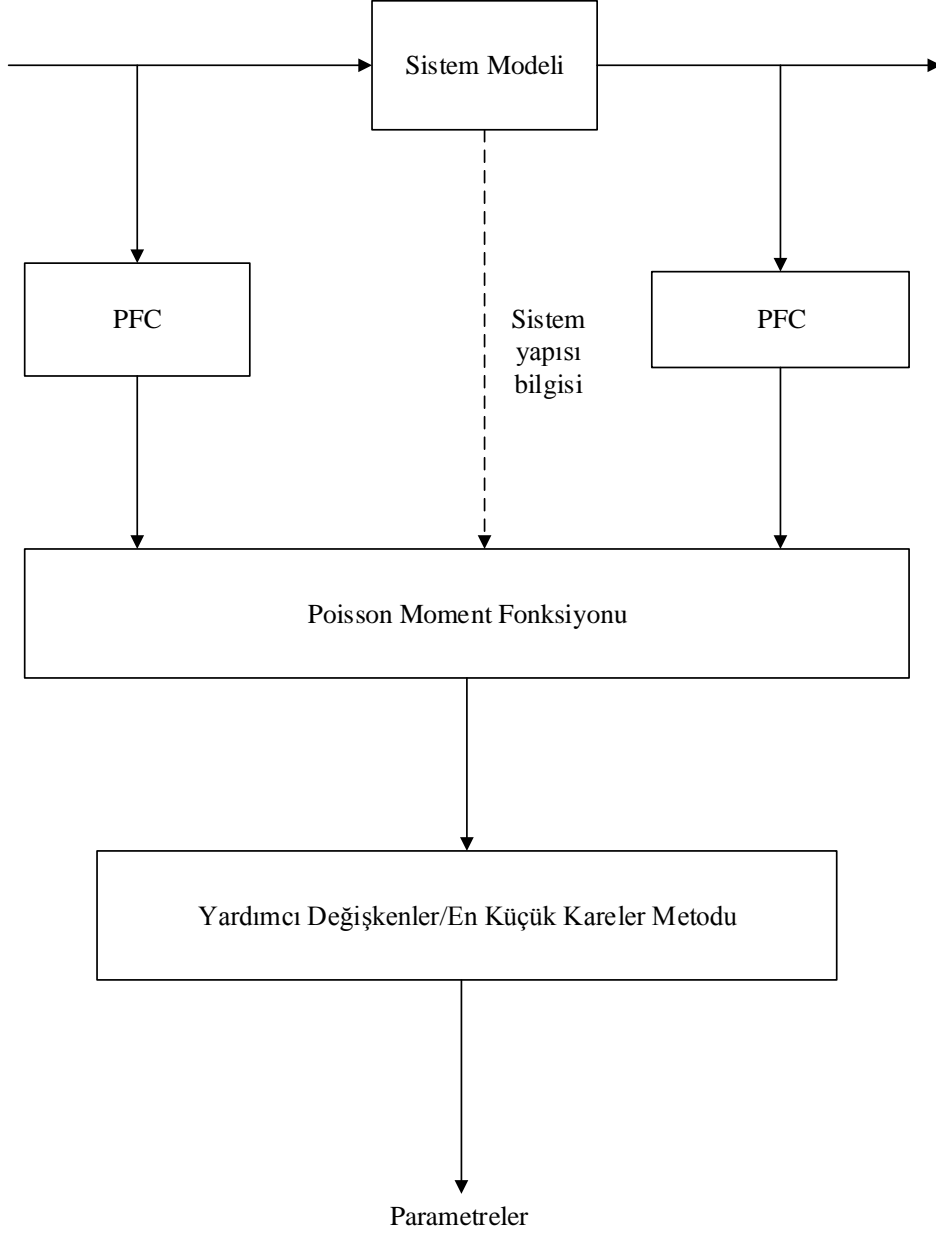 Sistem Modeli
PFC
Sistem
yapısı
bilgisi
PFC
Poisson Moment Fonksiyonu
Yardımcı Değişkenler/En Küçük Kareler Metodu
Parametreler